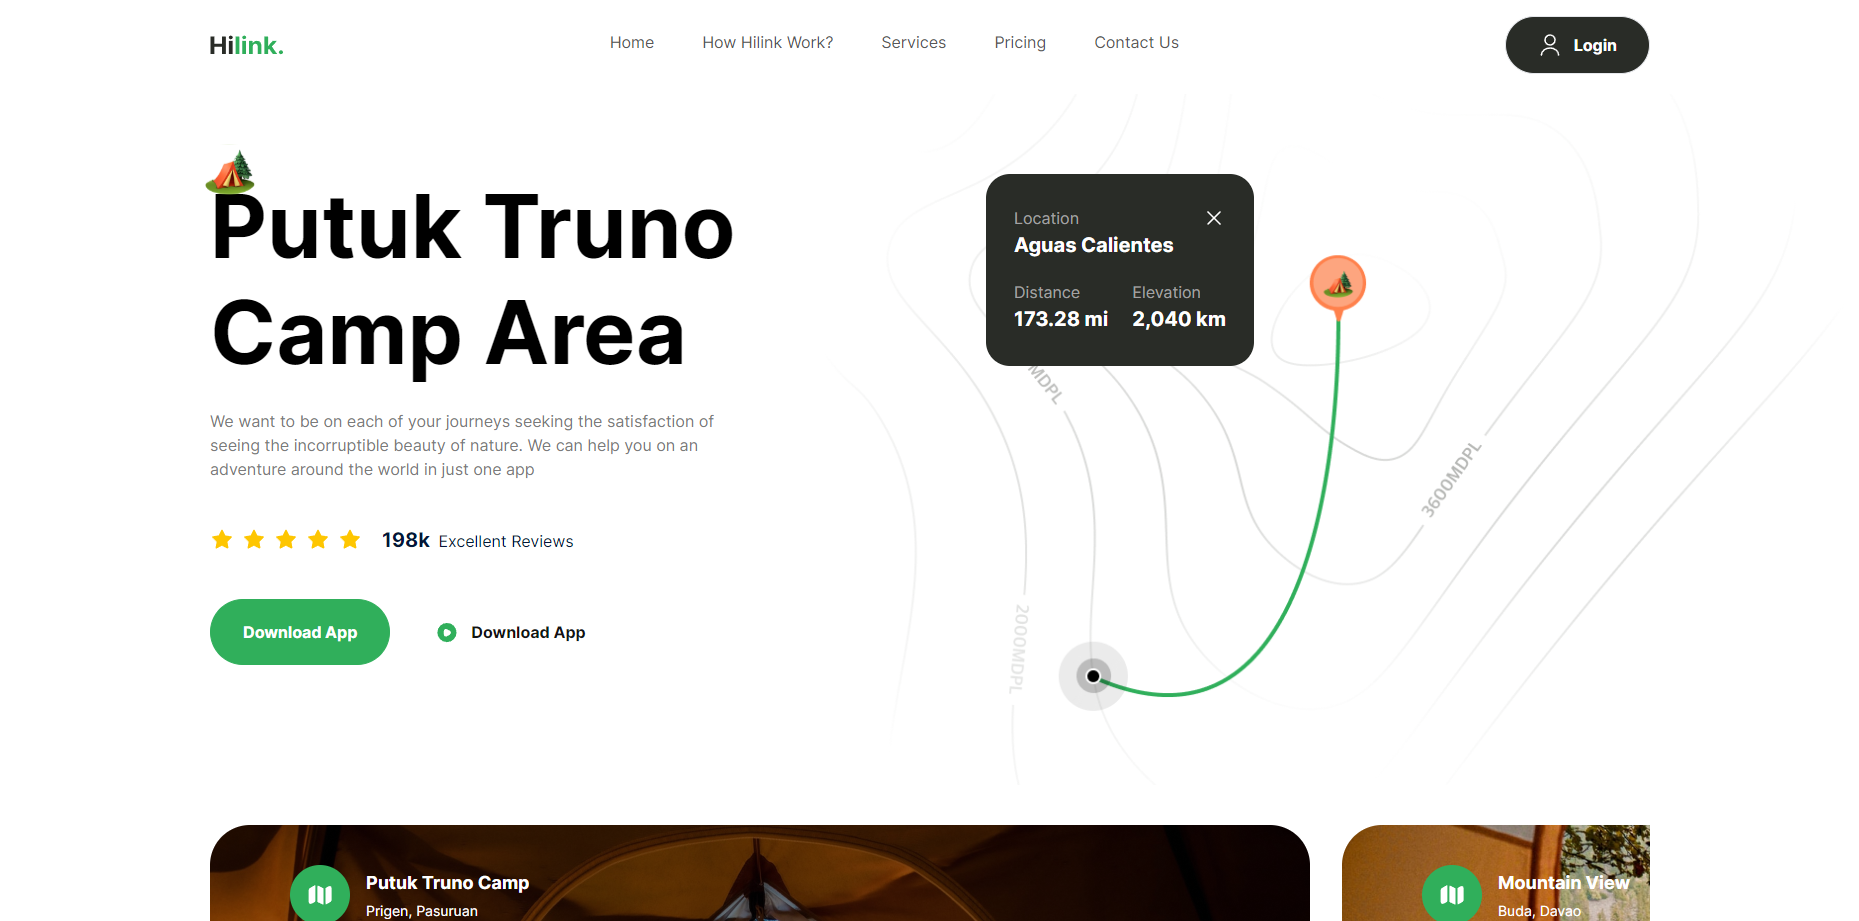 Hilink.
Home
How Hilink Work?
Services
Pricing
Contact Us
Login
Putuk Truno
Camp Area
We want to be on each of your journeys seeking the satisfaction of
seeing the incorruptible beauty of nature. We can help you on an
adventure around the world in just one app
198k Excellent Reviews
Download App
Download App
Location
Aguas Calientes
Distance
Elevation
173.28 mi
2,040 km
MDPL
3600MDPL
2000MDPL
Putuk Truno Camp
Prigen, Pasuruan
Mountain View
Buda, Davao